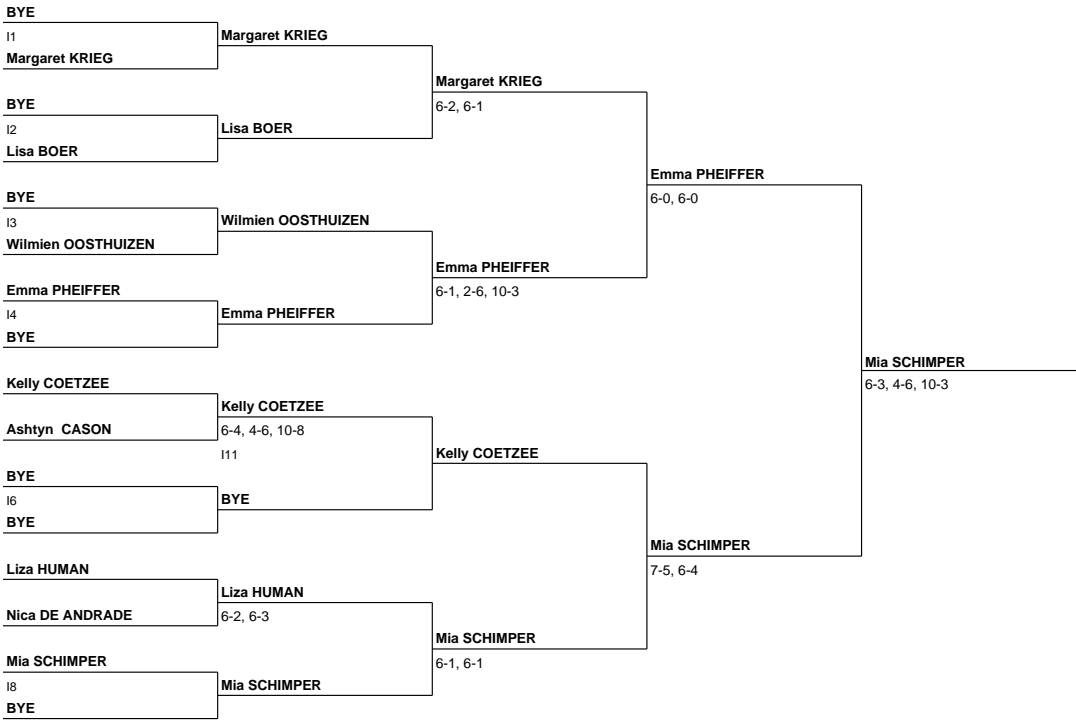 BYE
I1
Margaret KRIEG
BYE
I2
Lisa BOER
BYE
I3
Wilmien OOSTHUIZEN
Emma PHEIFFER
I4
BYE
Kelly COETZEE
Ashtyn CASON
BYE
I6
BYE
Liza HUMAN
Nica DE ANDRADE
Mia SCHIMPER
I8
BYE
Margaret KRIEG
Lisa BOER
Wilmien OOSTHUIZEN
Emma PHEIFFER
Kelly COETZEE
6-4, 4-6, 10-8
I11
BYE
Liza HUMAN
6-2, 6-3
Mia SCHIMPER
Margaret KRIEG
6-2, 6-1
Emma PHEIFFER
6-1, 2-6, 10-3
Kelly COETZEE
Mia SCHIMPER
6-1, 6-1
Emma PHEIFFER
6-0, 6-0
Mia SCHIMPER
7-5, 6-4
Mia SCHIMPER
6-3, 4-6, 10-3